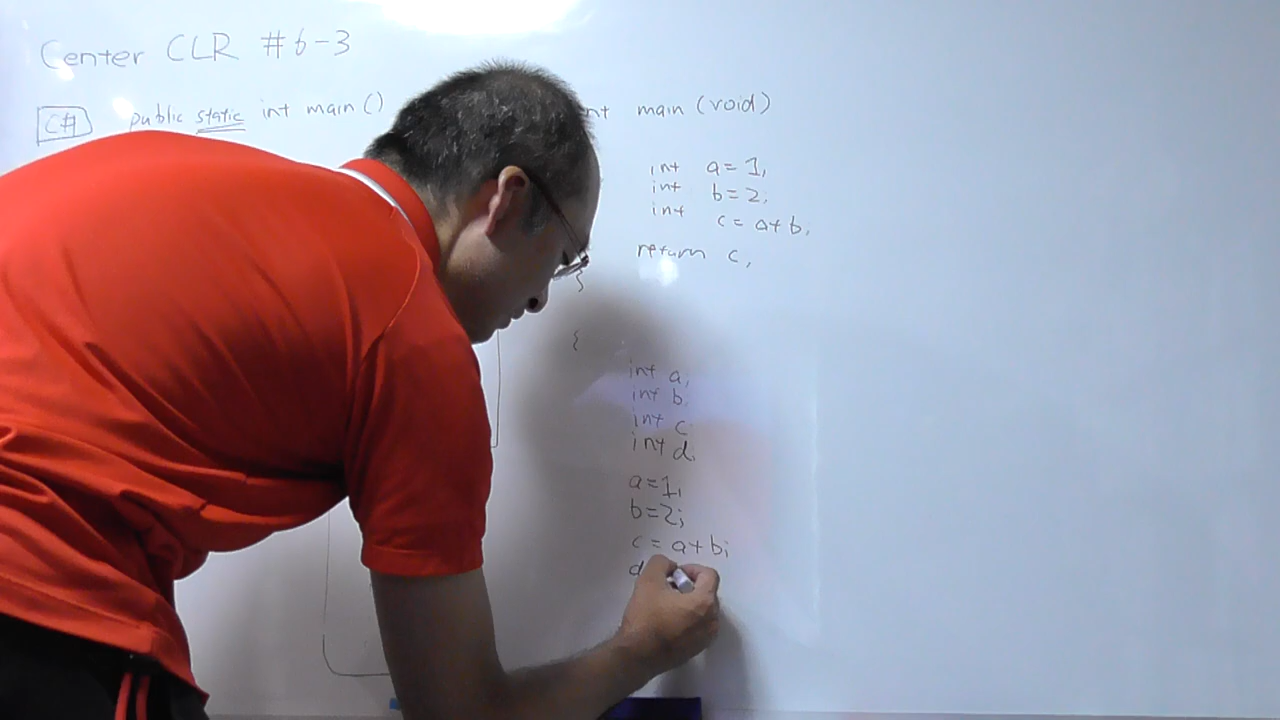 Center CLR #6-3
C# public static int main()
nt main (void)
int a = 1,
int b = 2;
int c = a + b,
return c,
}
{
int a,
int b
int c
int d.
a = 1,
b = 2;
c = a + b;
d